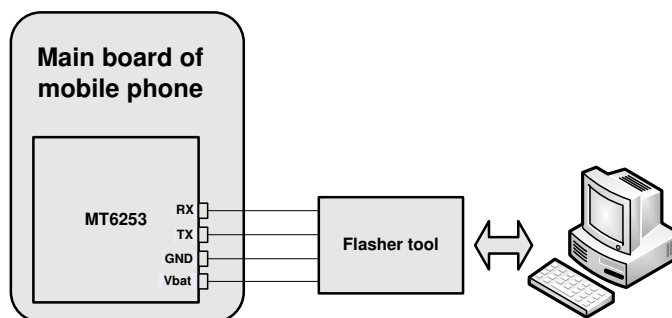 Main board of
mobile phone
MT6253
RX
TX
GND
Vbat
Flasher tool